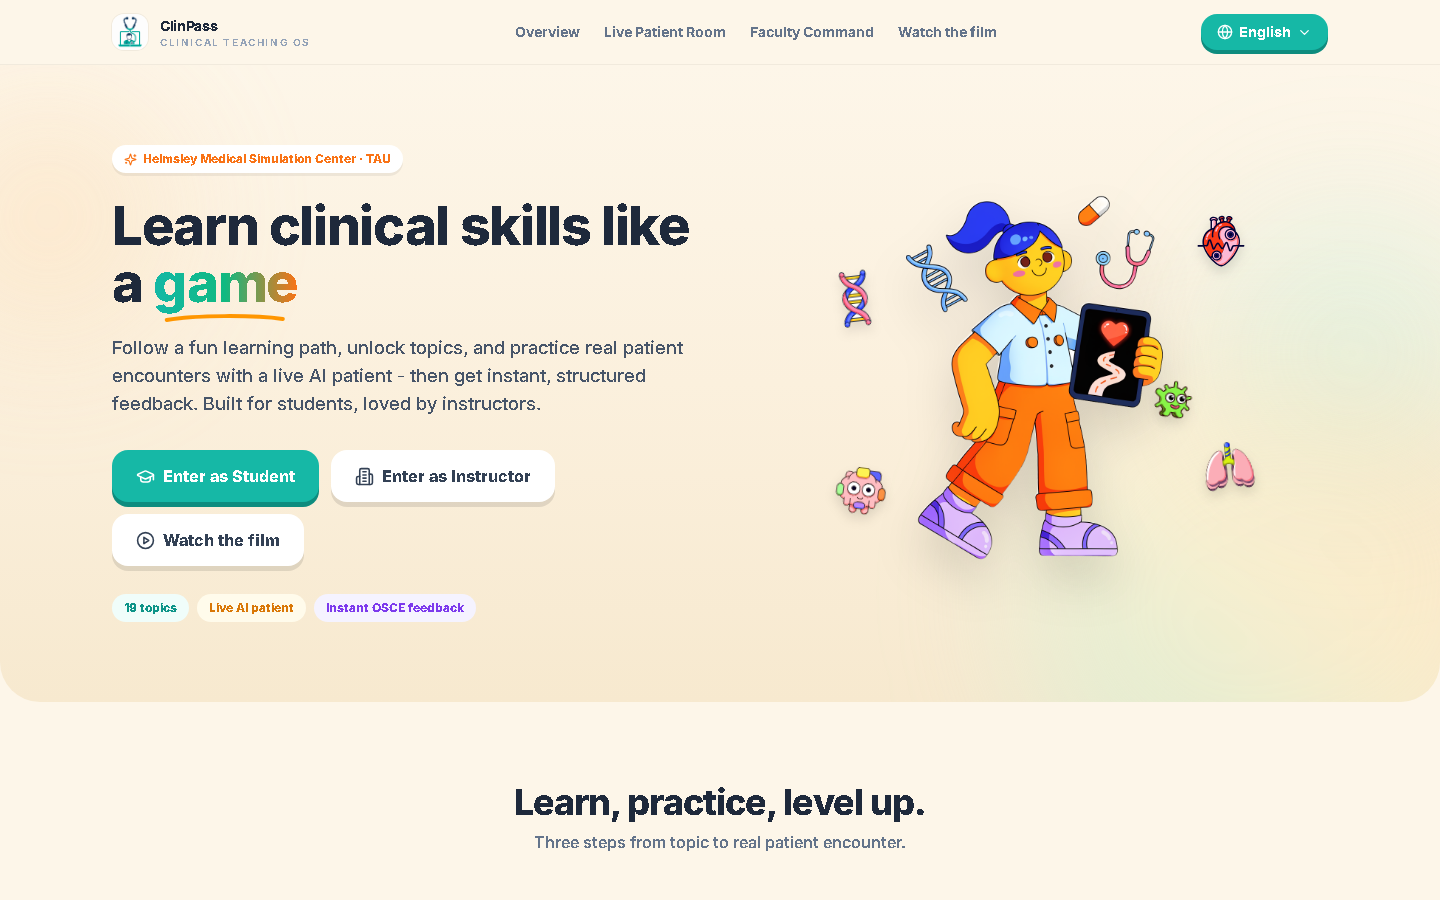 ClinPass
CLINICAL TEACHING OS
Overview
Live Patient Room
Faculty Command
Watch the film
English
Helmsley Medical Simulation Center · TAU
Learn clinical skills like
a game
Follow a fun learning path, unlock topics, and practice real patient
encounters with a live AI patient - then get instant, structured
feedback. Built for students, loved by instructors.
Enter as Student
Enter as Instructor
Watch the film
19 topics
Live AI patient
Instant OSCE feedback
Learn, practice, level up.
Three steps from topic to real patient encounter.